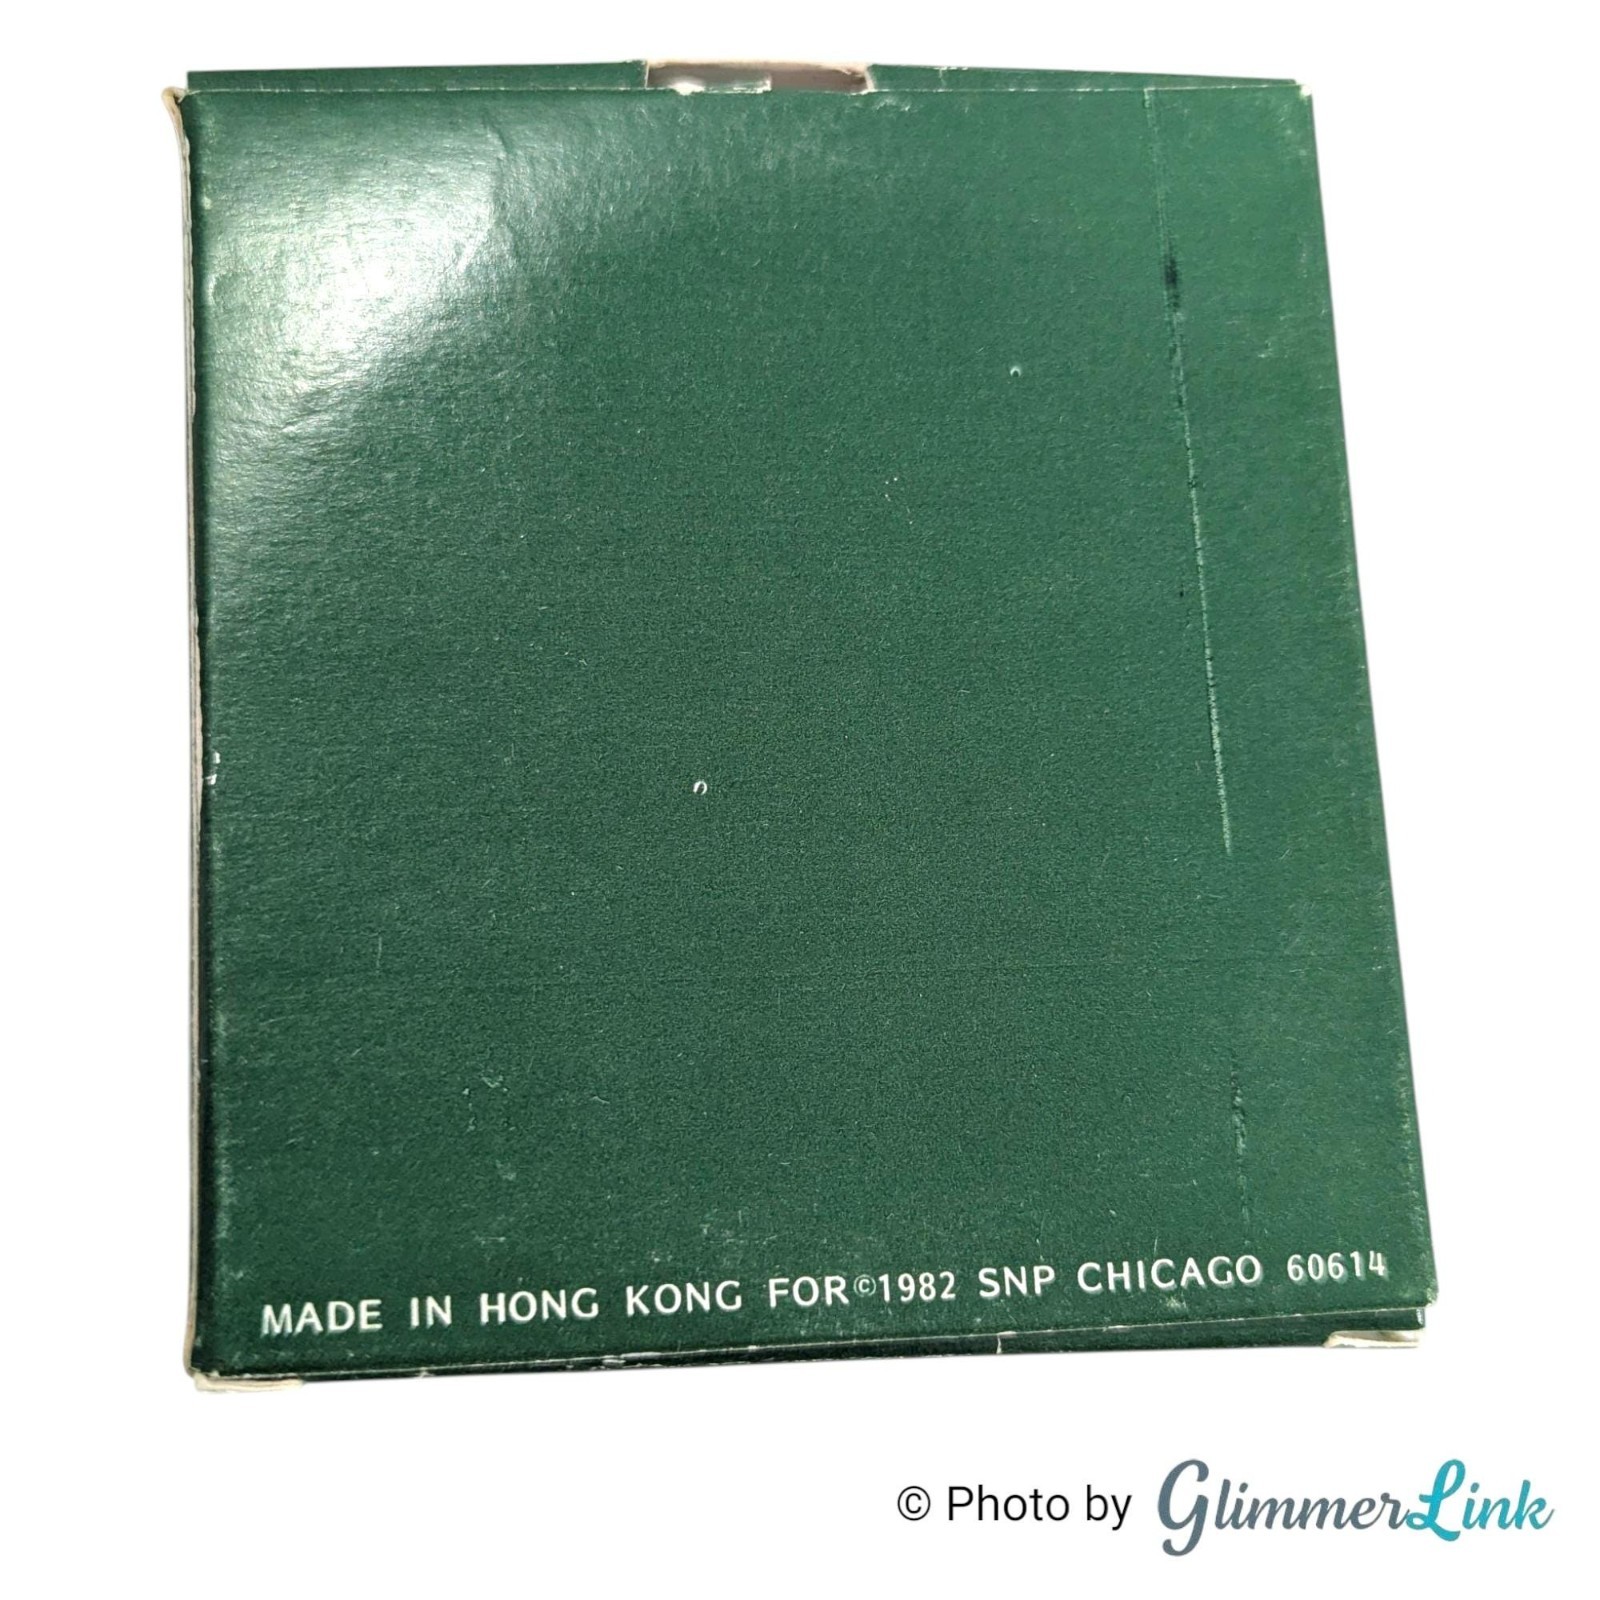 MADE IN HONG KONG FOR©1982 SNP CHICAGO 60614
© Photo by GlimmerLink